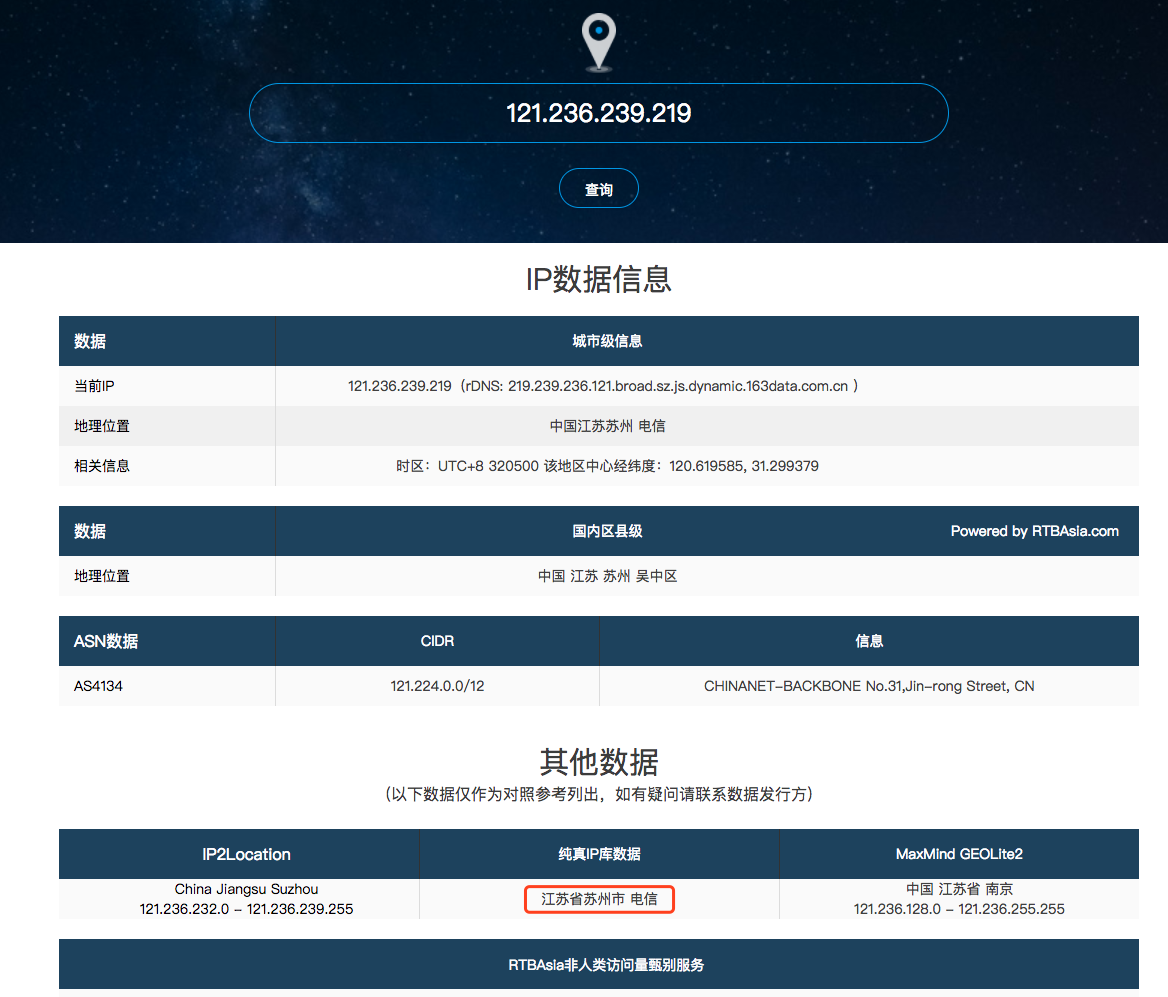 121.236.239.219
查询
IP数据信息
数据 城市级信息
当前IP 121.236.239.219（rDNS: 219.239.236.121.broad.sz.js.dynamic.163data.com.cn ）
地理位置 中国江苏苏州 电信
相关信息 时区：UTC+8 320500 该地区中心经纬度：120.619585, 31.299379
数据 国内区县级 Powered by RTBAsia.com
地理位置 中国 江苏 苏州 吴中区
ASN数据 CIDR 信息
AS4134 121.224.0.0/12 CHINANET-BACKBONE No.31,Jin-rong Street, CN
其他数据
（以下数据仅作为对照参考列出，如有疑问请联系数据发行方）
IP2Location 纯真IP库数据 MaxMind GEOLite2
China Jiangsu Suzhou 江苏省苏州市 电信 中国 江苏省 南京
121.236.232.0 - 121.236.239.255 121.236.128.0 - 121.236.255.255
RTBAsia非人类访问量甄别服务